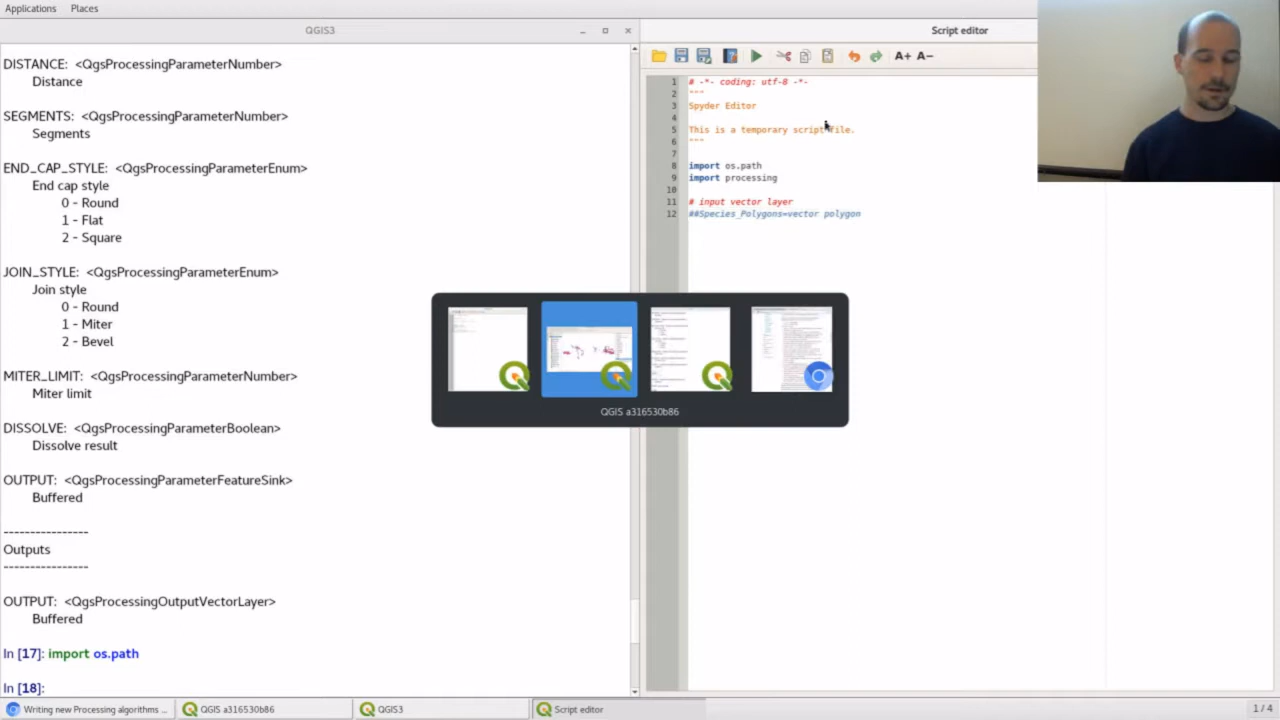 Applications Places
QGIS3
DISTANCE: <QgsProcessingParameterNumber>
Distance
SEGMENTS: <QgsProcessingParameterNumber>
Segments
END_CAP_STYLE: <QgsProcessingParameterEnum>
End cap style
0 - Round
1 - Flat
2 - Square
JOIN_STYLE: <QgsProcessingParameterEnum>
Join style
0 - Round
1 - Miter
2 - Bevel
MITER_LIMIT: <QgsProcessingParameterNumber>
Miter limit
DISSOLVE: <QgsProcessingParameterBoolean>
Dissolve result
OUTPUT: <QgsProcessingParameterFeatureSink>
Buffered
----------------
Outputs
----------------
OUTPUT: <QgsProcessingOutputVectorLayer>
Buffered
In [17]: import os.path
In [18]:
Script editor
A+ A-
1 # -*- coding: utf-8 -*-
2 """
3 Spyder Editor
4
5 This is a temporary script file.
6 """
7
8 import os.path
9 import processing
10
11 # input vector layer
12 ##Species_Polygons=vector polygon
QGIS a316530b86
Writing new Processing algorithms ...
QGIS a316530b86
QGIS3
Script editor
1 / 4